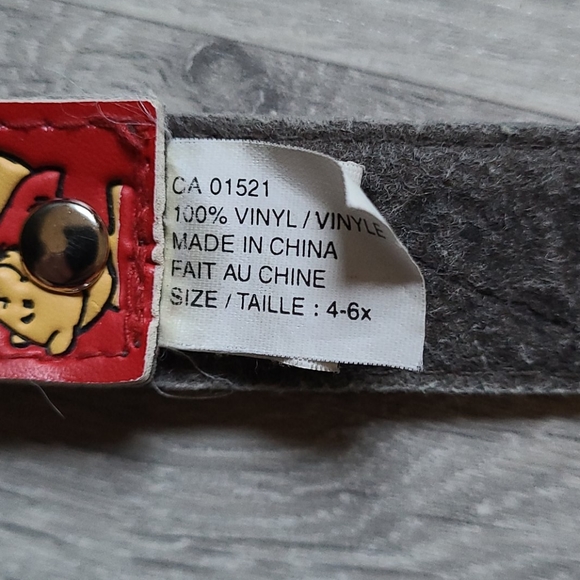 CA 01521
100% VINYL / VINYLE
MADE IN CHINA
FAIT AU CHINE
SIZE / TAILLE : 4-6x